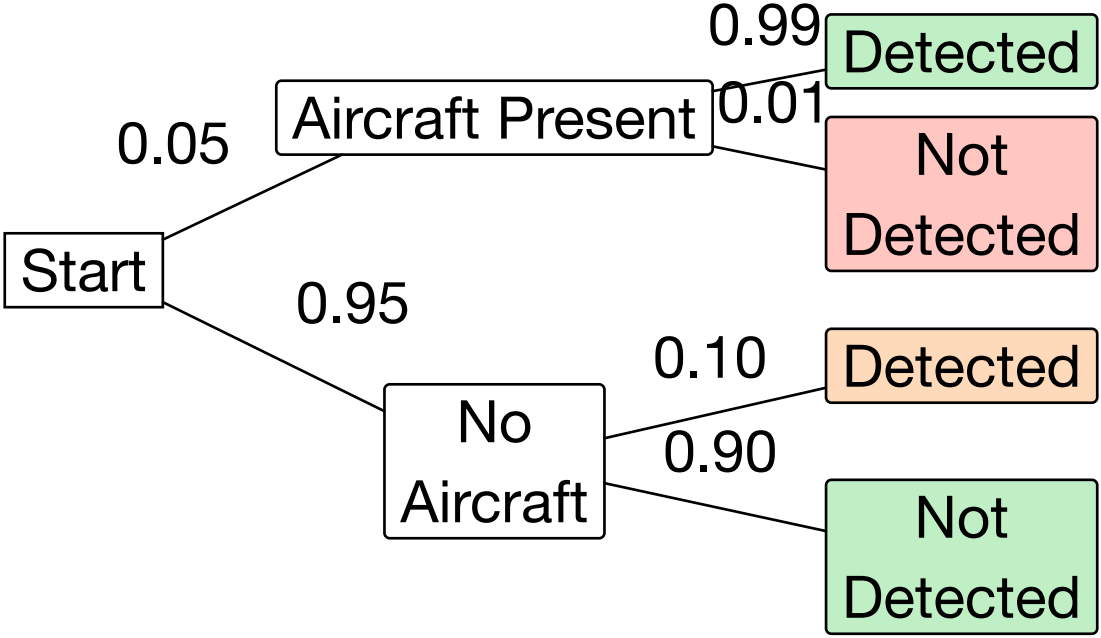 0.99
Detected
Aircraft Present
0.01
0.05
Not
Detected
Start
0.95
0.10
Detected
No
Aircraft
0.90
Not
Detected